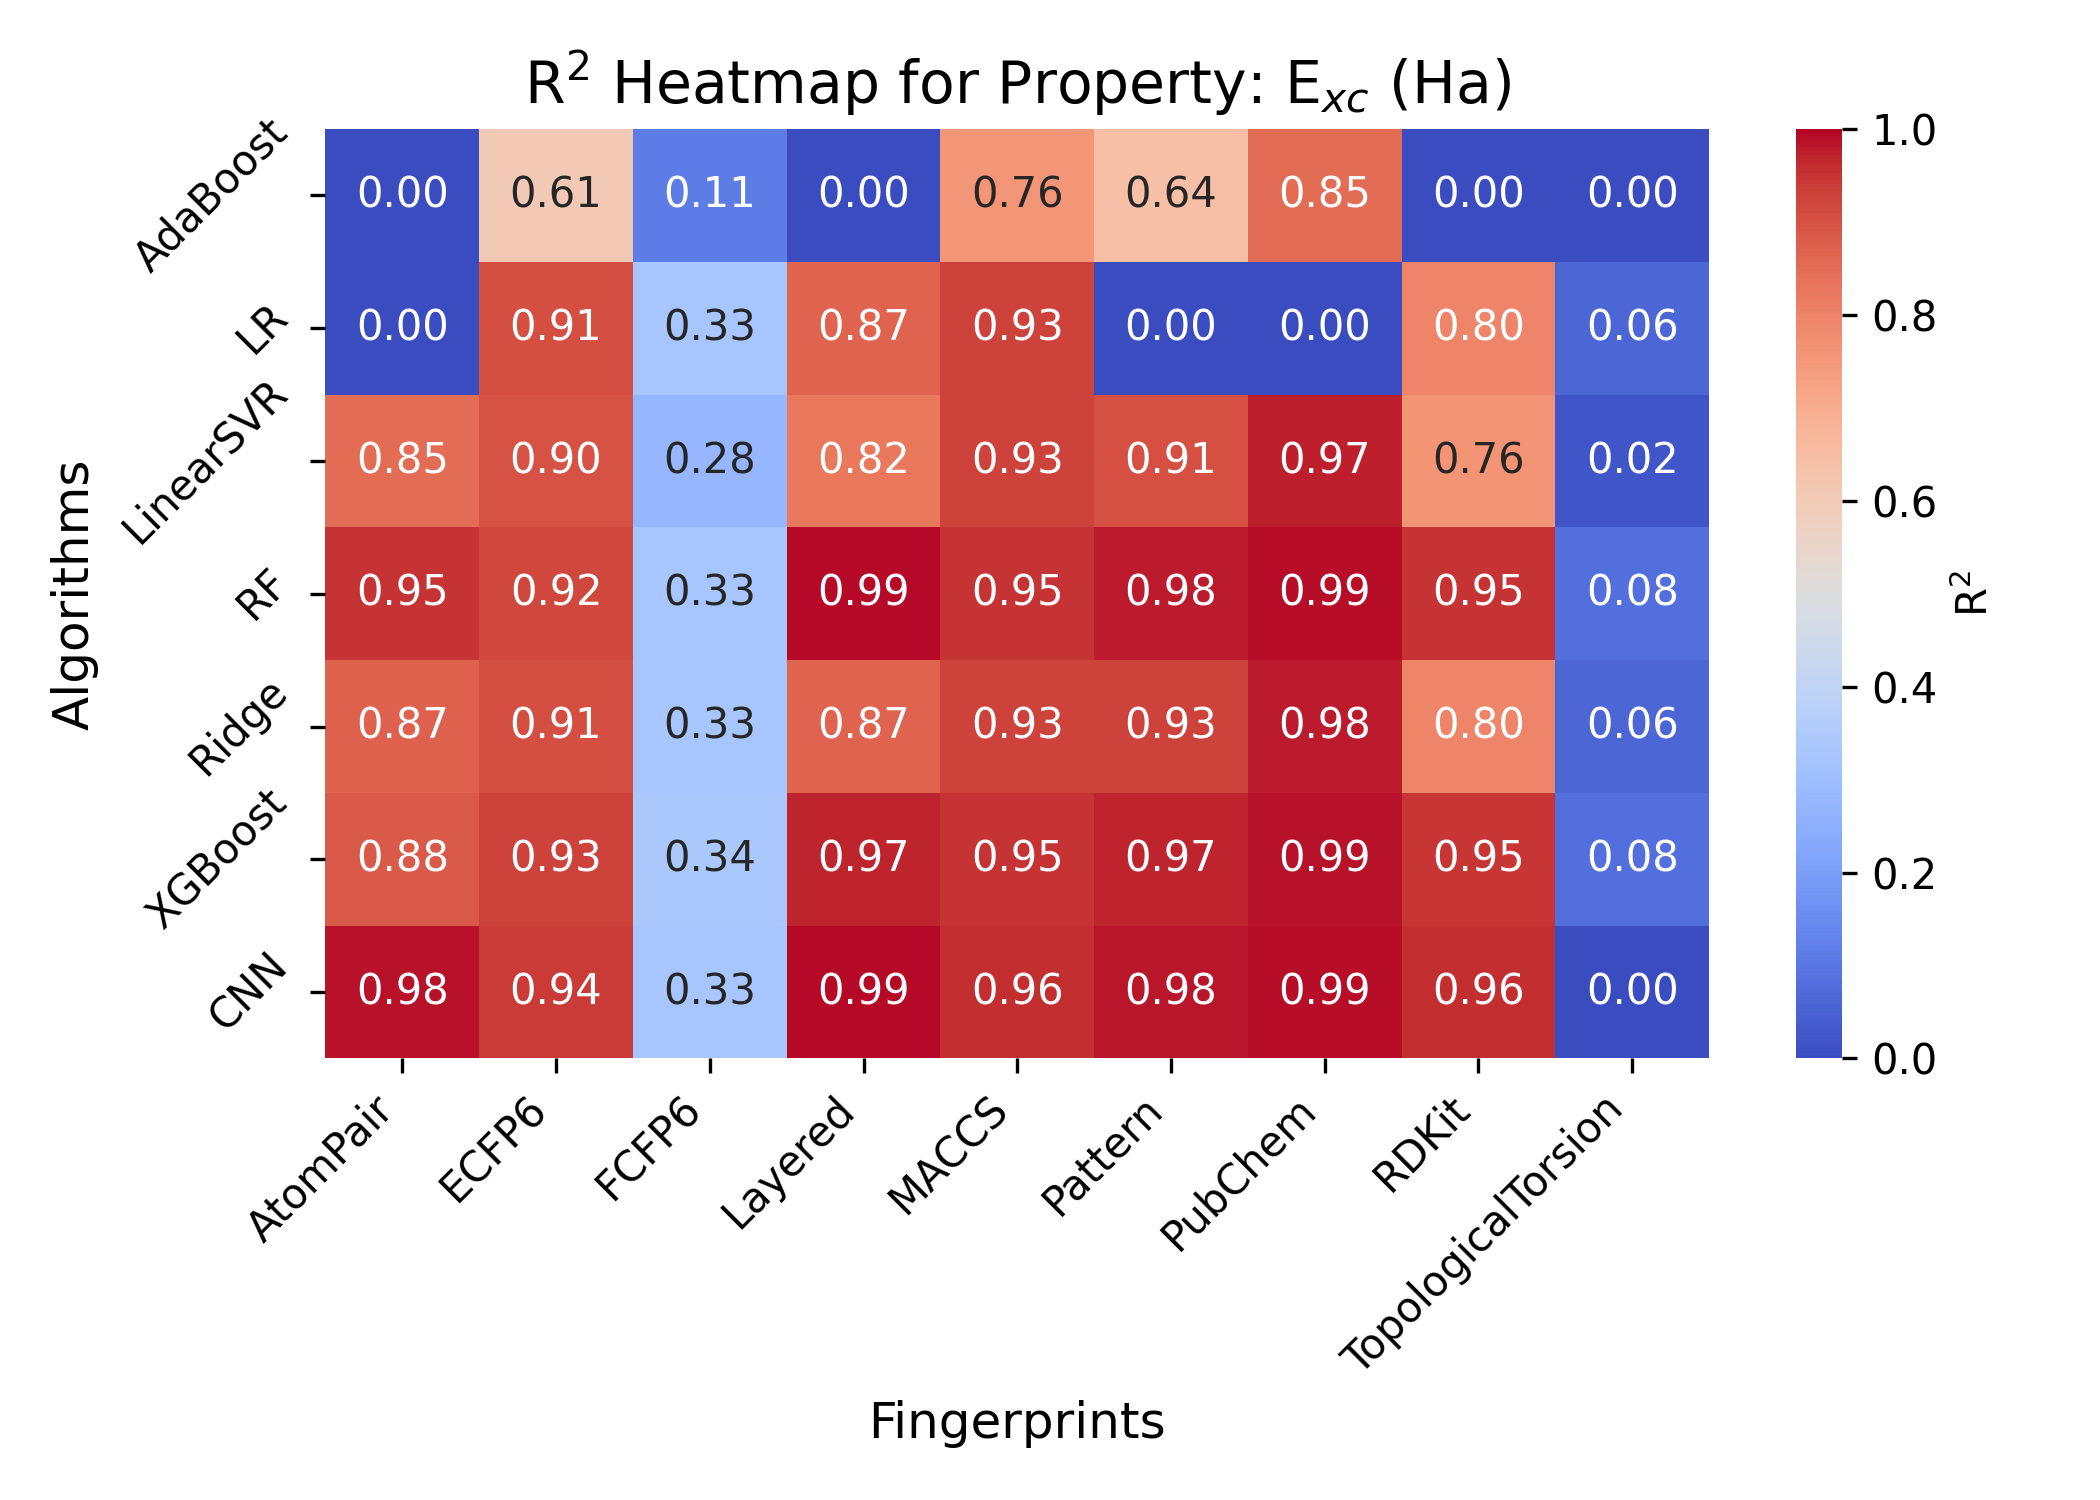 R² Heatmap for Property: Exc (Ha)
Algorithms
AdaBoost 0.00 0.61 0.11 0.00 0.76 0.64 0.85 0.00 0.00
LR 0.00 0.91 0.33 0.87 0.93 0.00 0.00 0.80 0.06
LinearSVR 0.85 0.90 0.28 0.82 0.93 0.91 0.97 0.76 0.02
RF 0.95 0.92 0.33 0.99 0.95 0.98 0.99 0.95 0.08
Ridge 0.87 0.91 0.33 0.87 0.93 0.93 0.98 0.80 0.06
XGBoost 0.88 0.93 0.34 0.97 0.95 0.97 0.99 0.95 0.08
CNN 0.98 0.94 0.33 0.99 0.96 0.98 0.99 0.96 0.00
AtomPair ECFP6 FCFP6 Layered MACCS Pattern PubChem RDKit TopologicalTorsion
Fingerprints
1.0
0.8
0.6
0.4
0.2
0.0
R²